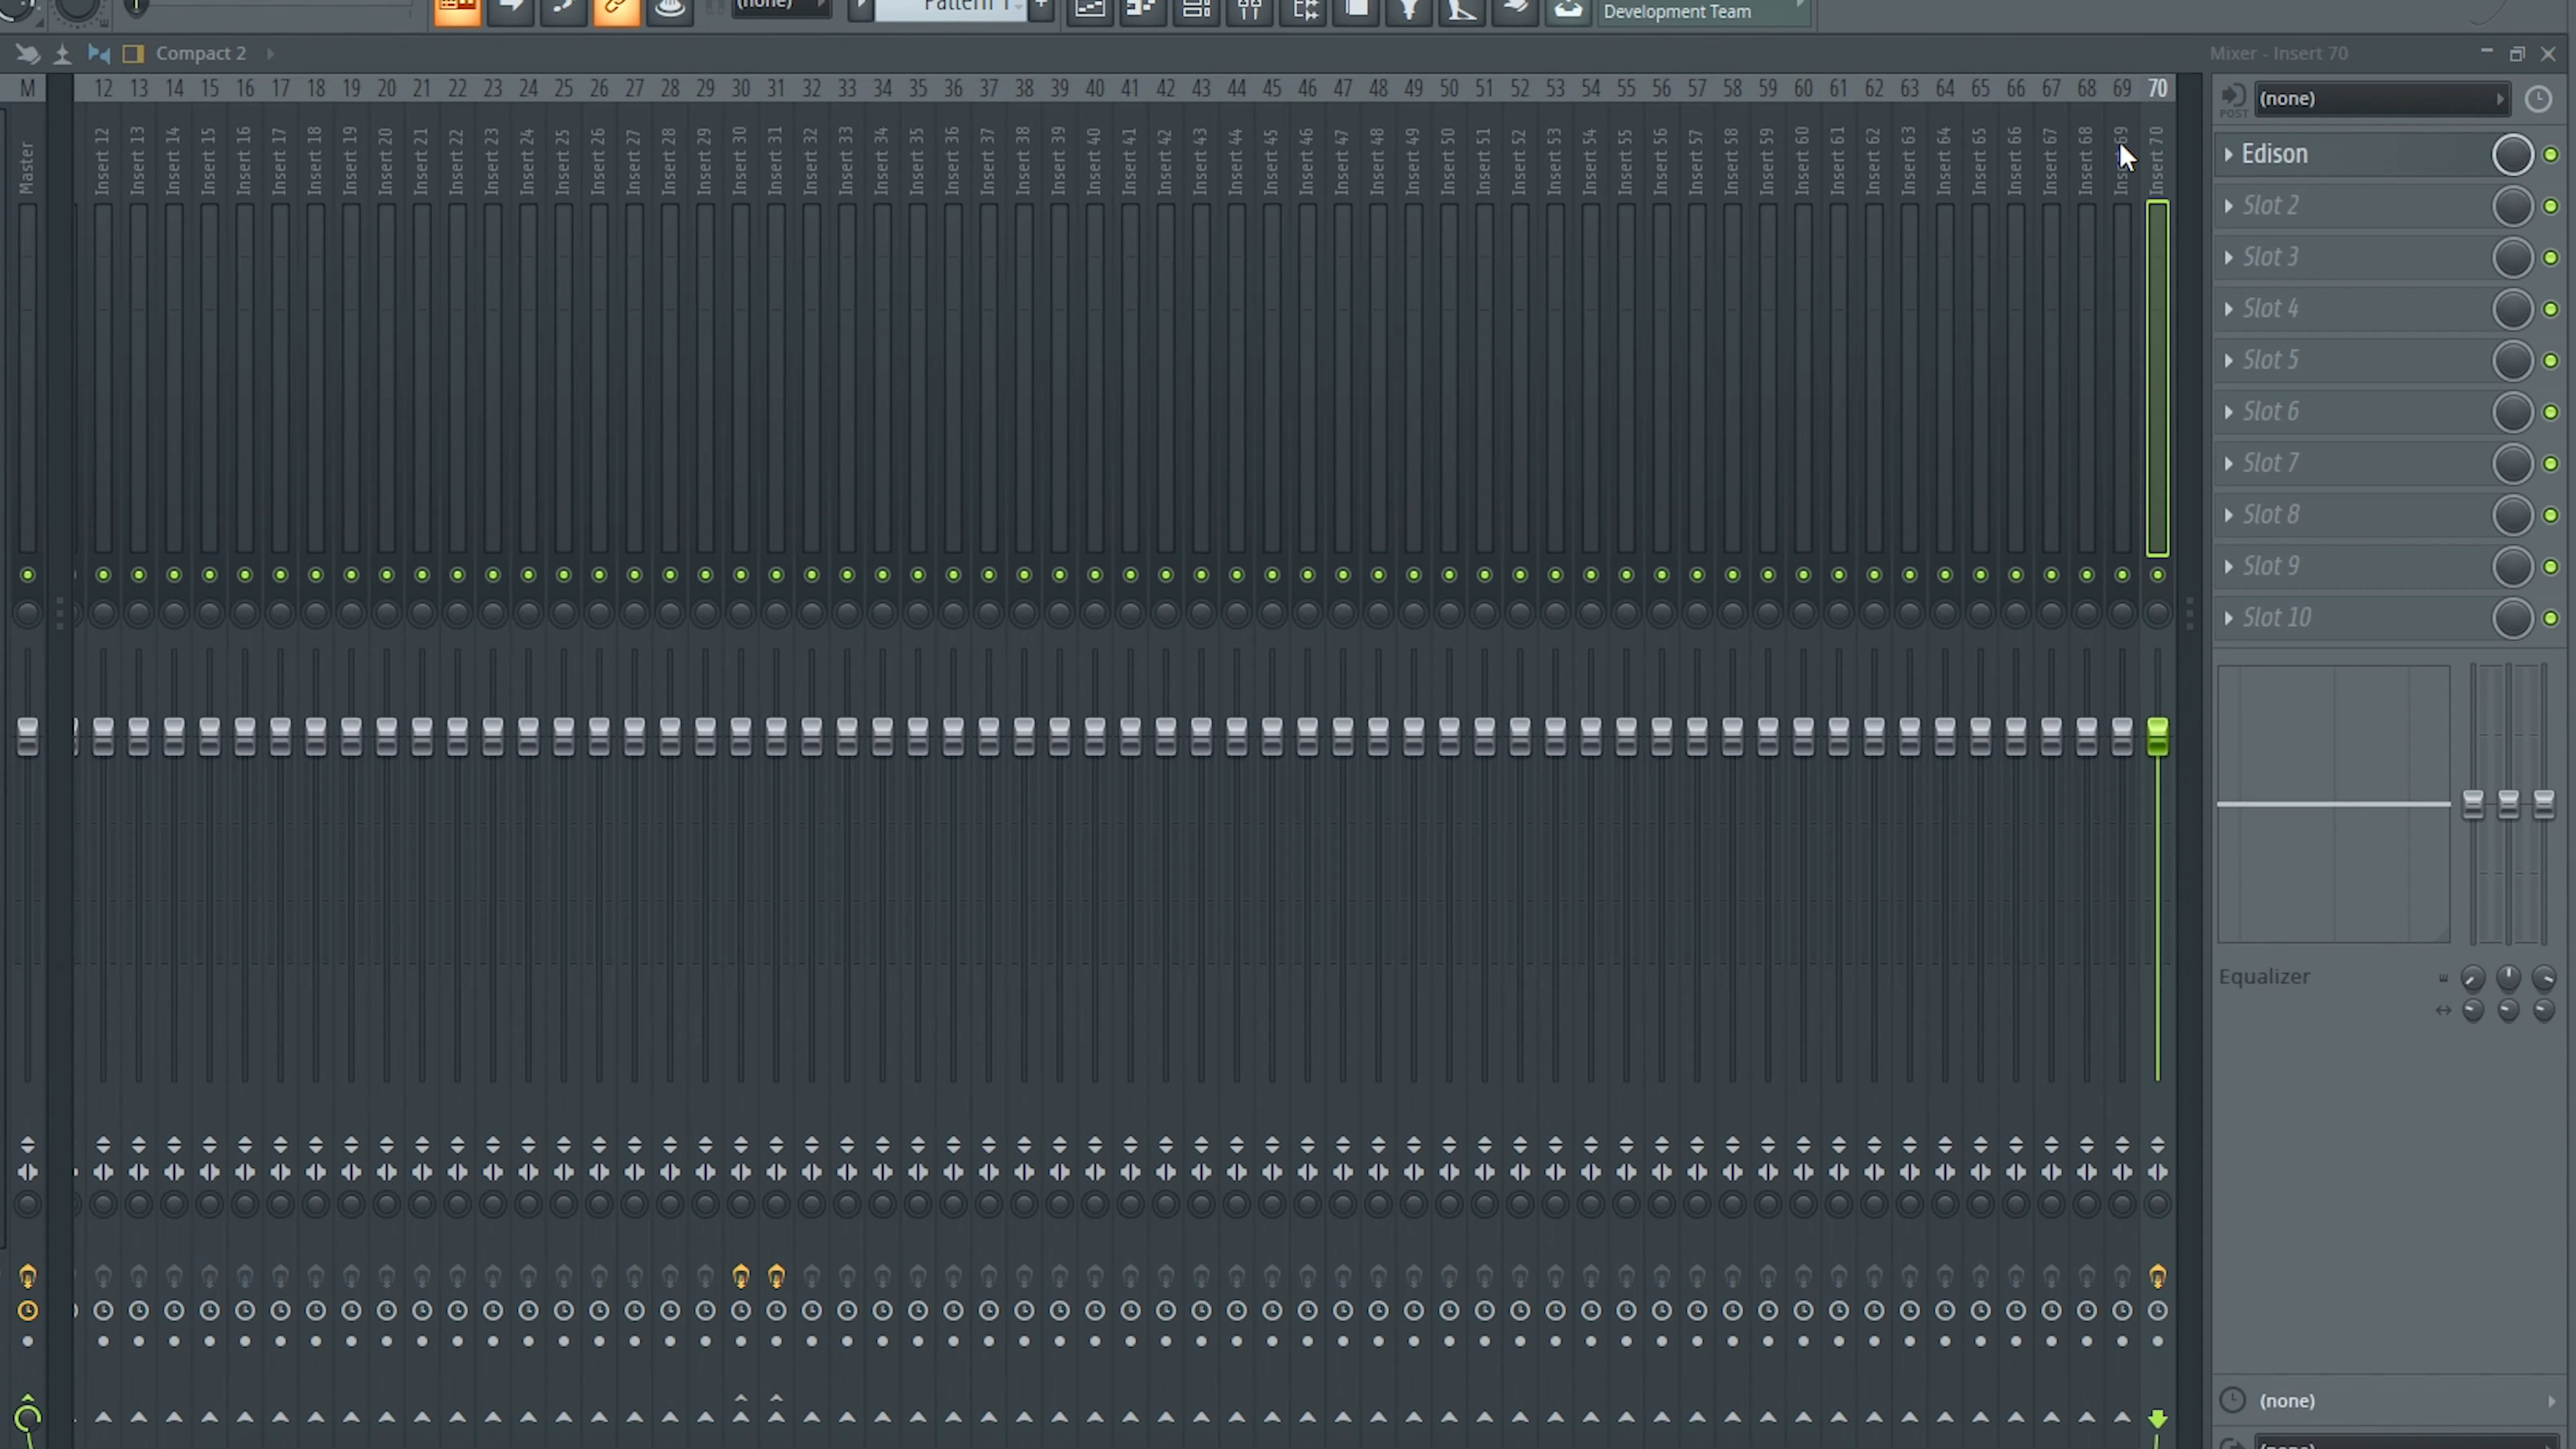 (none)
Pattern 1
+
Development Team
Compact 2
Mixer - Insert 70
M 12 13 14 15 16 17 18 19 20 21 22 23 24 25 26 27 28 29 30 31 32 33 34 35 36 37 38 39 40 41 42 43 44 45 46 47 48 49 50 51 52 53 54 55 56 57 58 59 60 61 62 63 64 65 66 67 68 69 70
POST
(none)
Master
Insert 12
Insert 13
Insert 14
Insert 15
Insert 16
Insert 17
Insert 18
Insert 19
Insert 20
Insert 21
Insert 22
Insert 23
Insert 24
Insert 25
Insert 26
Insert 27
Insert 28
Insert 29
Insert 30
Insert 31
Insert 32
Insert 33
Insert 34
Insert 35
Insert 36
Insert 37
Insert 38
Insert 39
Insert 40
Insert 41
Insert 42
Insert 43
Insert 44
Insert 45
Insert 46
Insert 47
Insert 48
Insert 49
Insert 50
Insert 51
Insert 52
Insert 53
Insert 54
Insert 55
Insert 56
Insert 57
Insert 58
Insert 59
Insert 60
Insert 61
Insert 62
Insert 63
Insert 64
Insert 65
Insert 66
Insert 67
Insert 68
Insert 69
Insert 70
Edison
Slot 2
Slot 3
Slot 4
Slot 5
Slot 6
Slot 7
Slot 8
Slot 9
Slot 10
Equalizer
(none)